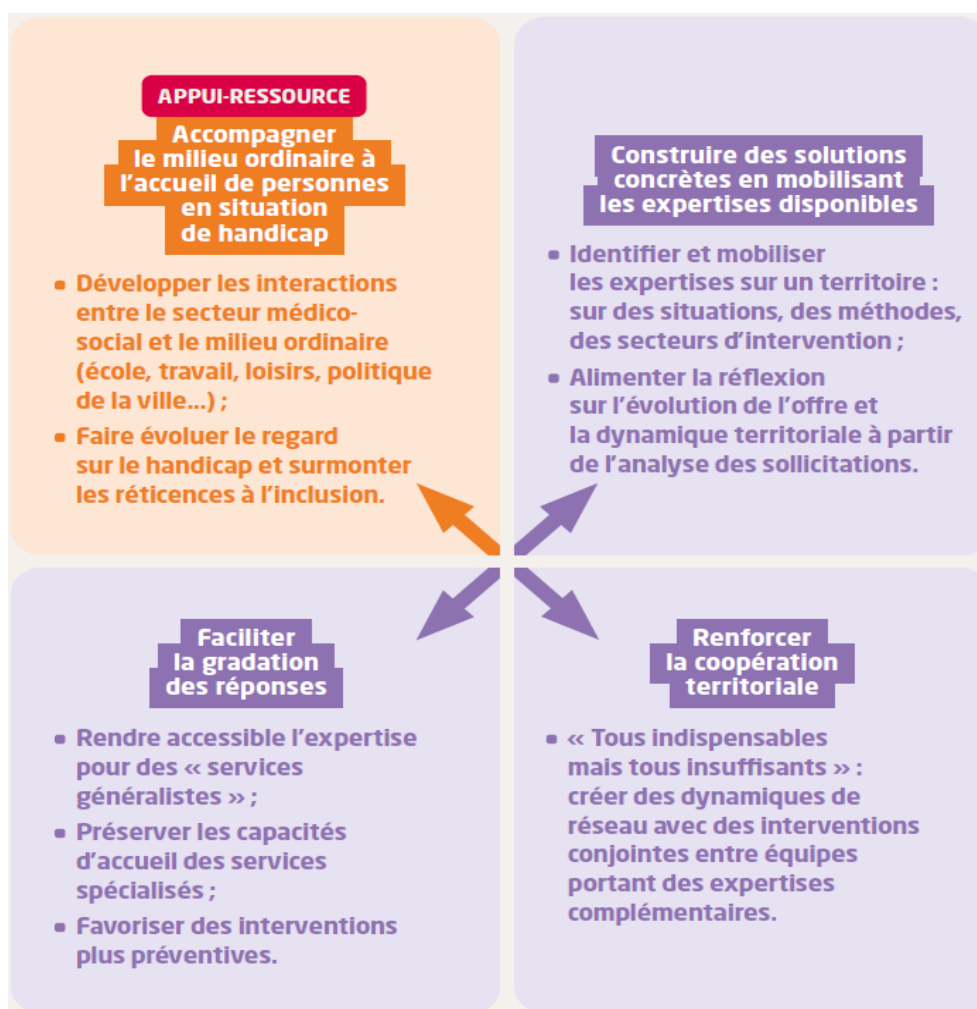 APPUI-RESSOURCE
Accompagner
le milieu ordinaire à
l'accueil de personnes
en situation
de handicap
Développer les interactions
entre le secteur médico-
social et le milieu ordinaire
(école, travail, loisirs, politique
de la ville...) ;
Faire évoluer le regard
sur le handicap et surmonter
les réticences à l'inclusion.
Construire des solutions
concrètes en mobilisant
les expertises disponibles
Identifier et mobiliser
les expertises sur un territoire :
sur des situations, des méthodes,
des secteurs d'intervention ;
Alimenter la réflexion
sur l'évolution de l'offre et
la dynamique territoriale à partir
de l'analyse des sollicitations.
Faciliter
la gradation
des réponses
Rendre accessible l'expertise
pour des « services
généralistes » ;
Préserver les capacités
d'accueil des services
spécialisés ;
Favoriser des interventions
plus préventives.
Renforcer
la coopération
territoriale
« Tous indispensables
mais tous insuffisants » :
créer des dynamiques de
réseau avec des interventions
conjointes entre équipes
portant des expertises
complémentaires.